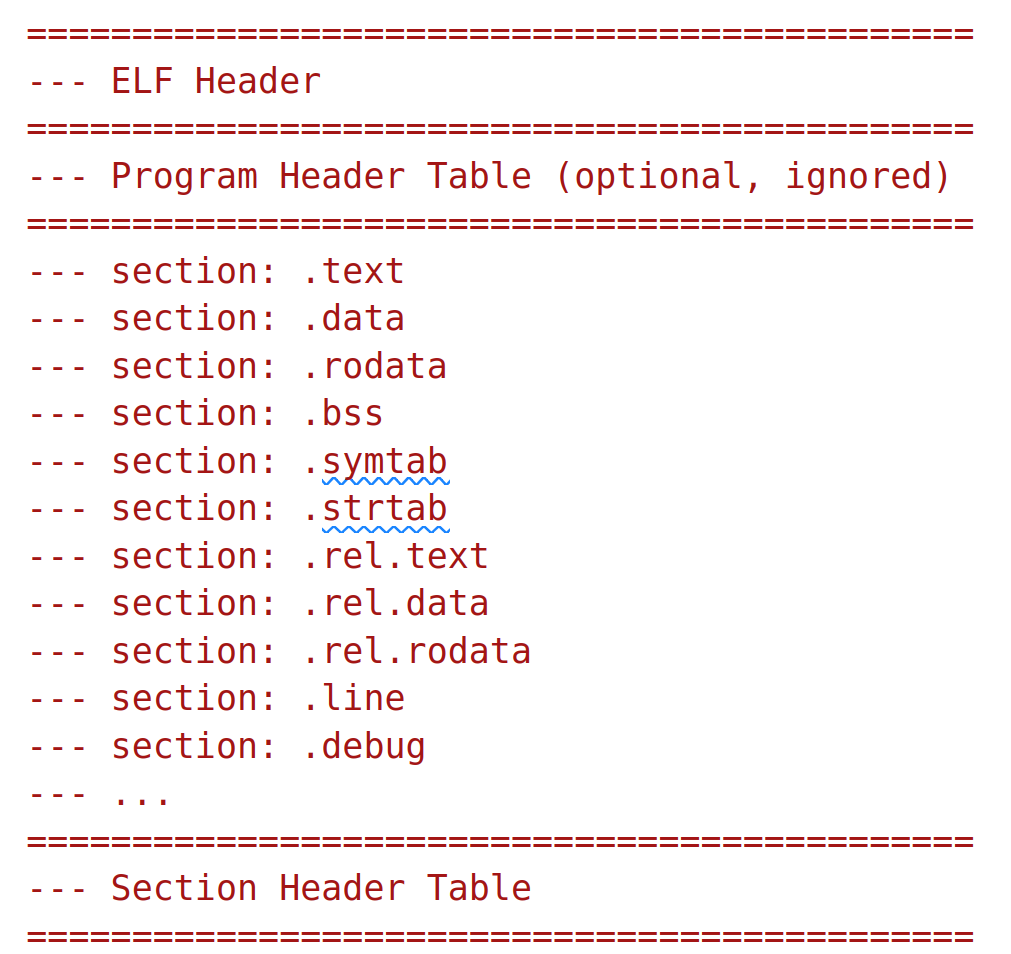 =============================================
--- ELF Header
=============================================
--- Program Header Table (optional, ignored)
=============================================
--- section: .text
--- section: .data
--- section: .rodata
--- section: .bss
--- section: .symtab
--- section: .strtab
--- section: .rel.text
--- section: .rel.data
--- section: .rel.rodata
--- section: .line
--- section: .debug
--- ...
=============================================
--- Section Header Table
=============================================